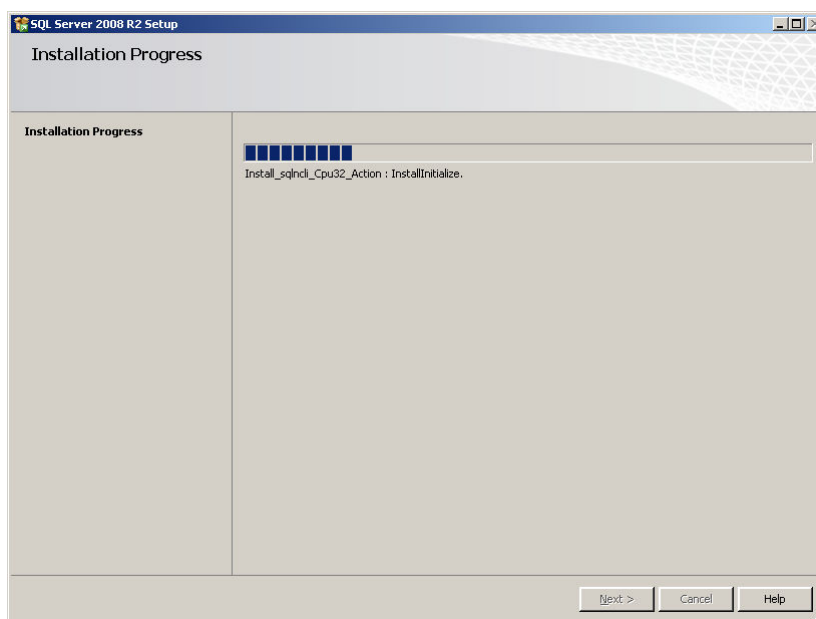 SQL Server 2008 R2 Setup
Installation Progress
Installation Progress
Install_sqlncli_Cpu32_Action : InstallInitialize.
Next > Cancel Help